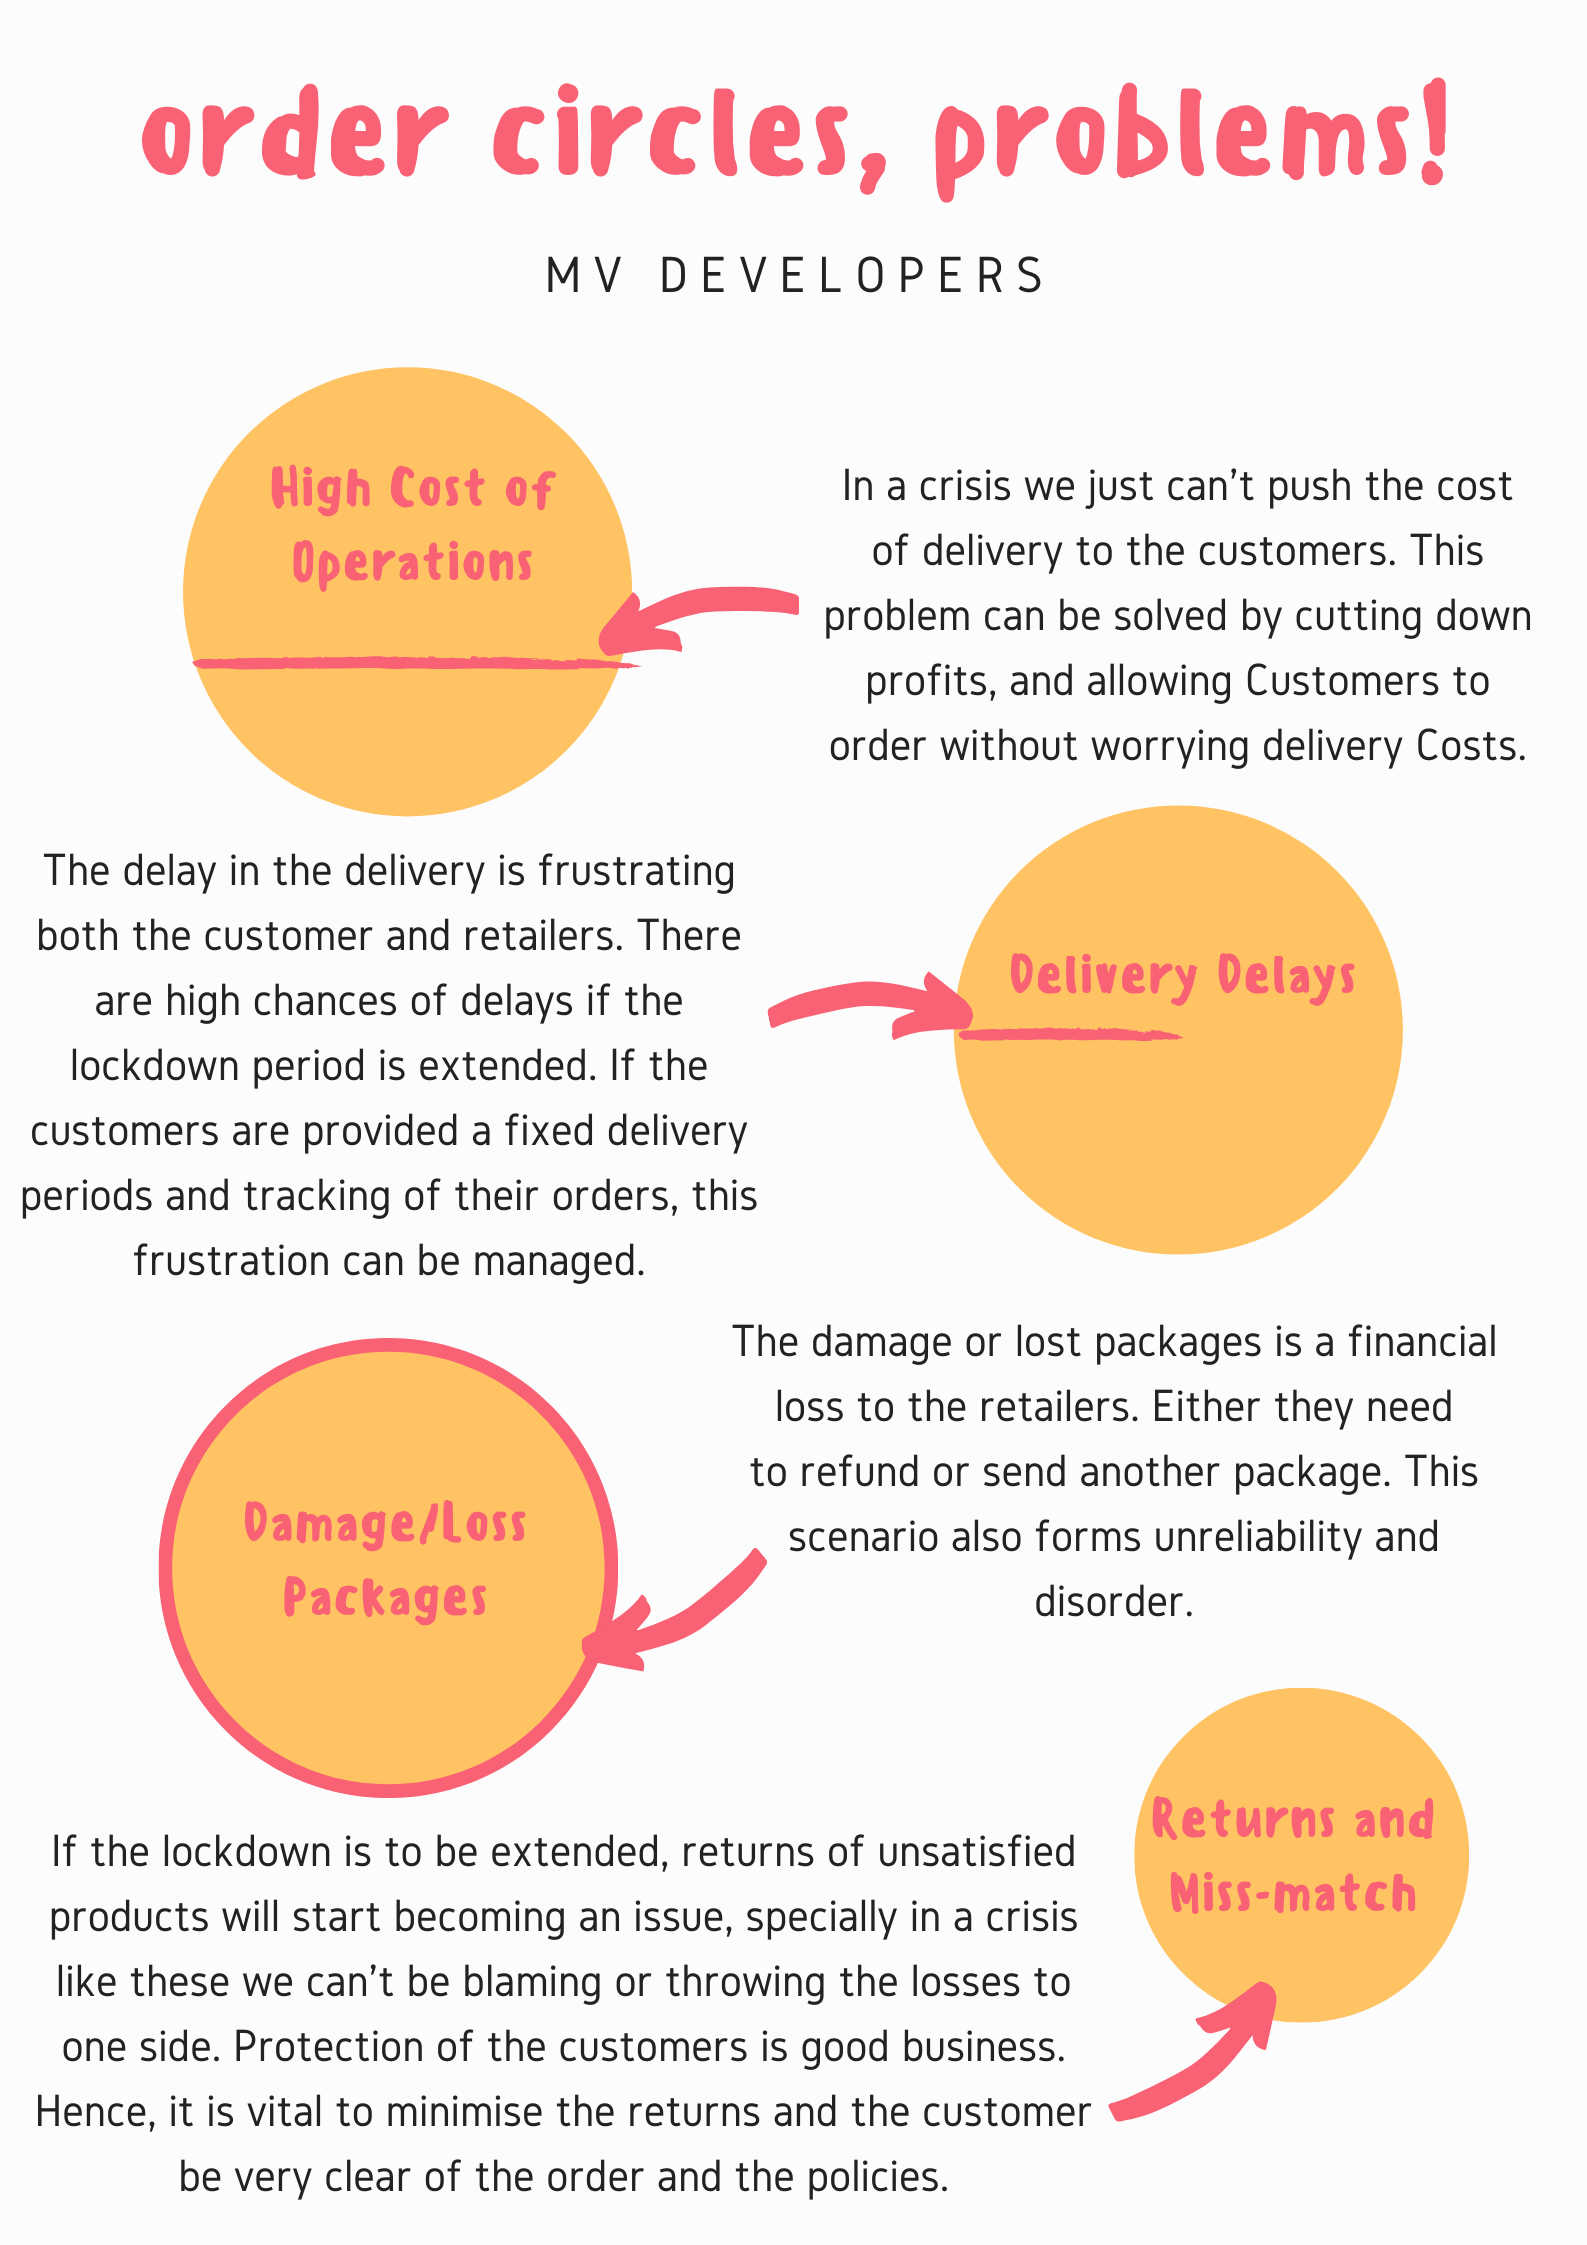 order circles, problems!
MV DEVELOPERS
High Cost of
Operations
In a crisis we just can't push the cost
of delivery to the customers. This
problem can be solved by cutting down
profits, and allowing Customers to
order without worrying delivery Costs.
The delay in the delivery is frustrating
both the customer and retailers. There
are high chances of delays if the
lockdown period is extended. If the
customers are provided a fixed delivery
periods and tracking of their orders, this
frustration can be managed.
Delivery Delays
Damage/Loss
Packages
The damage or lost packages is a financial
loss to the retailers. Either they need
to refund or send another package. This
scenario also forms unreliability and
disorder.
Returns and
Miss-match
If the lockdown is to be extended, returns of unsatisfied
products will start becoming an issue, specially in a crisis
like these we can't be blaming or throwing the losses to
one side. Protection of the customers is good business.
Hence, it is vital to minimise the returns and the customer
be very clear of the order and the policies.